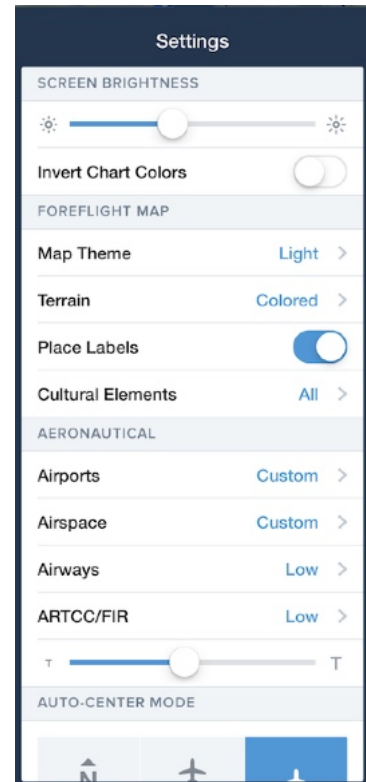 Settings
SCREEN BRIGHTNESS
Invert Chart Colors
FOREFLIGHT MAP
Map Theme Light >
Terrain Colored >
Place Labels
Cultural Elements All >
AERONAUTICAL
Airports Custom >
Airspace Custom >
Airways Low >
ARTCC/FIR Low >
T T
AUTO-CENTER MODE
N